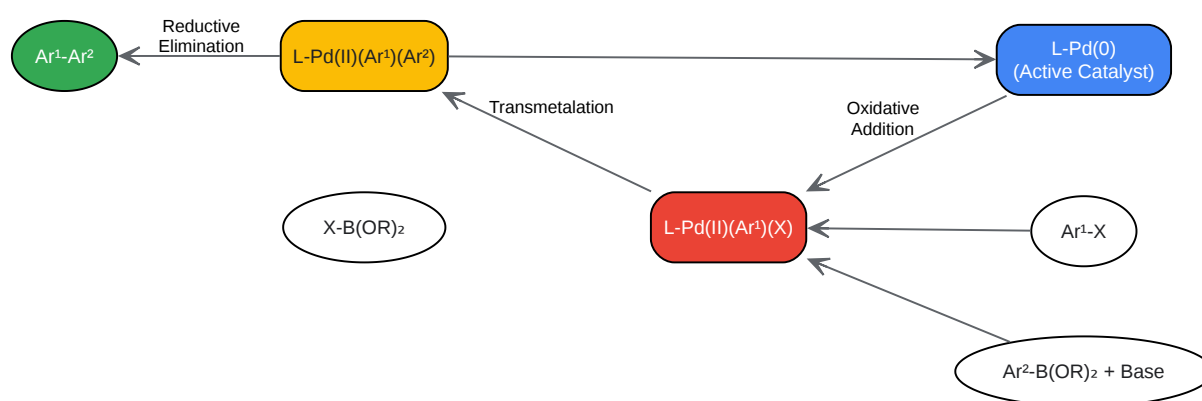 Reductive
Elimination
Ar¹-Ar²
L-Pd(II)(Ar¹)(Ar²)
L-Pd(0)
(Active Catalyst)
Transmetalation
Oxidative
Addition
X-B(OR)₂
L-Pd(II)(Ar¹)(X)
Ar¹-X
Ar²-B(OR)₂ + Base